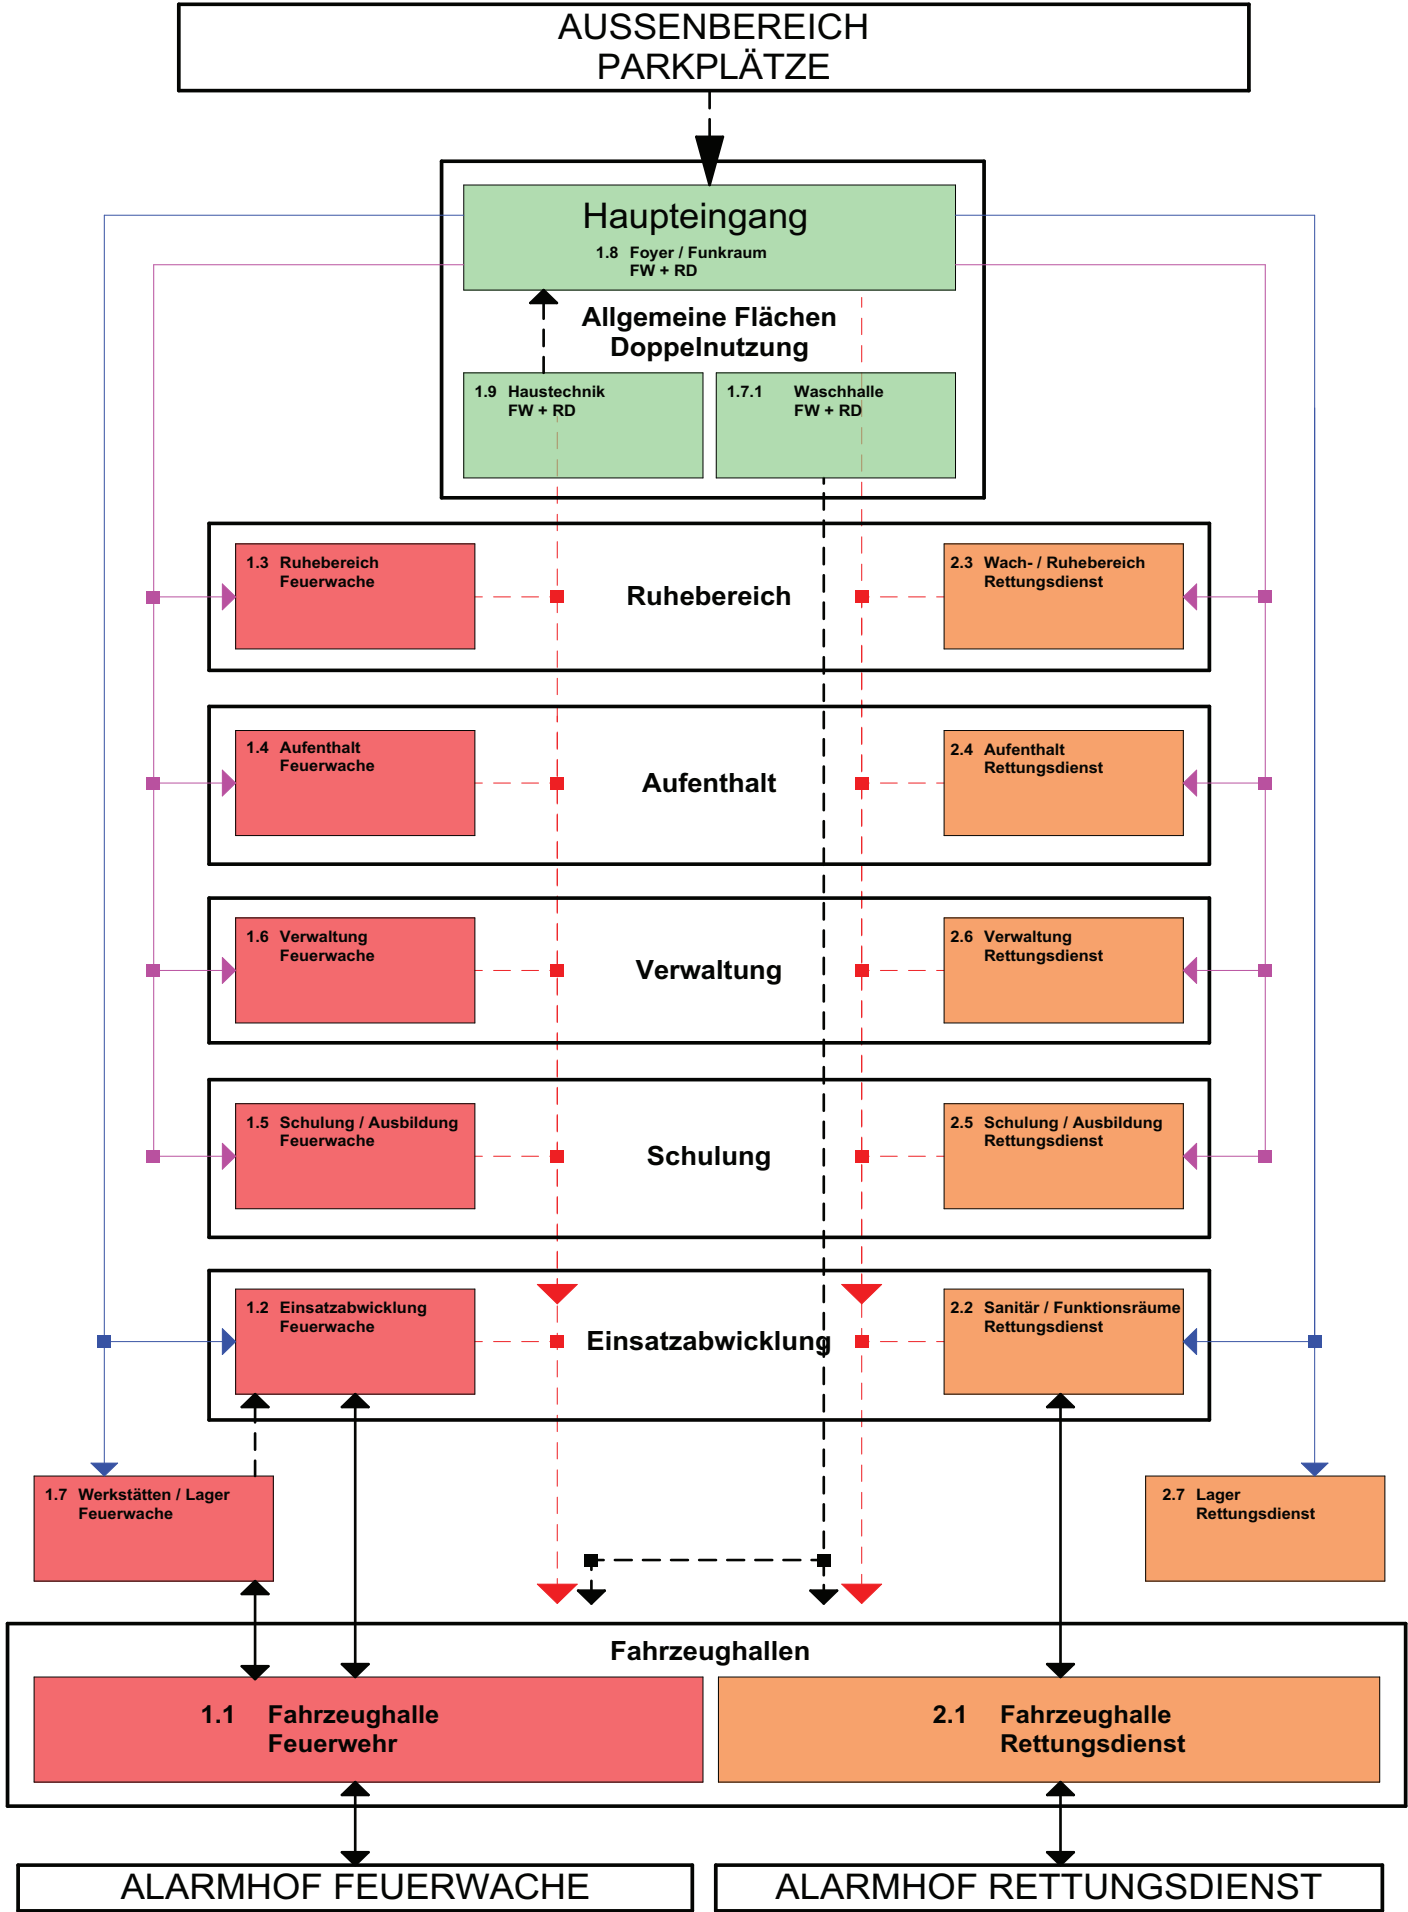 AUSSENBEREICH
PARKPLÄTZE
Haupteingang
1.8 Foyer / Funkraum
FW + RD
Allgemeine Flächen
Doppelnutzung
1.9 Haustechnik
FW + RD
1.7.1 Waschhalle
FW + RD
1.3 Ruhebereich
Feuerwache
Ruhebereich
2.3 Wach- / Ruhebereich
Rettungsdienst
1.4 Aufenthalt
Feuerwache
Aufenthalt
2.4 Aufenthalt
Rettungsdienst
1.6 Verwaltung
Feuerwache
Verwaltung
2.6 Verwaltung
Rettungsdienst
1.5 Schulung / Ausbildung
Feuerwache
Schulung
2.5 Schulung / Ausbildung
Rettungsdienst
1.2 Einsatzabwicklung
Feuerwache
Einsatzabwicklung
2.2 Sanitär / Funktionsräume
Rettungsdienst
1.7 Werkstätten / Lager
Feuerwache
2.7 Lager
Rettungsdienst
Fahrzeughallen
1.1 Fahrzeughalle
Feuerwehr
2.1 Fahrzeughalle
Rettungsdienst
ALARMHOF FEUERWACHE
ALARMHOF RETTUNGSDIENST